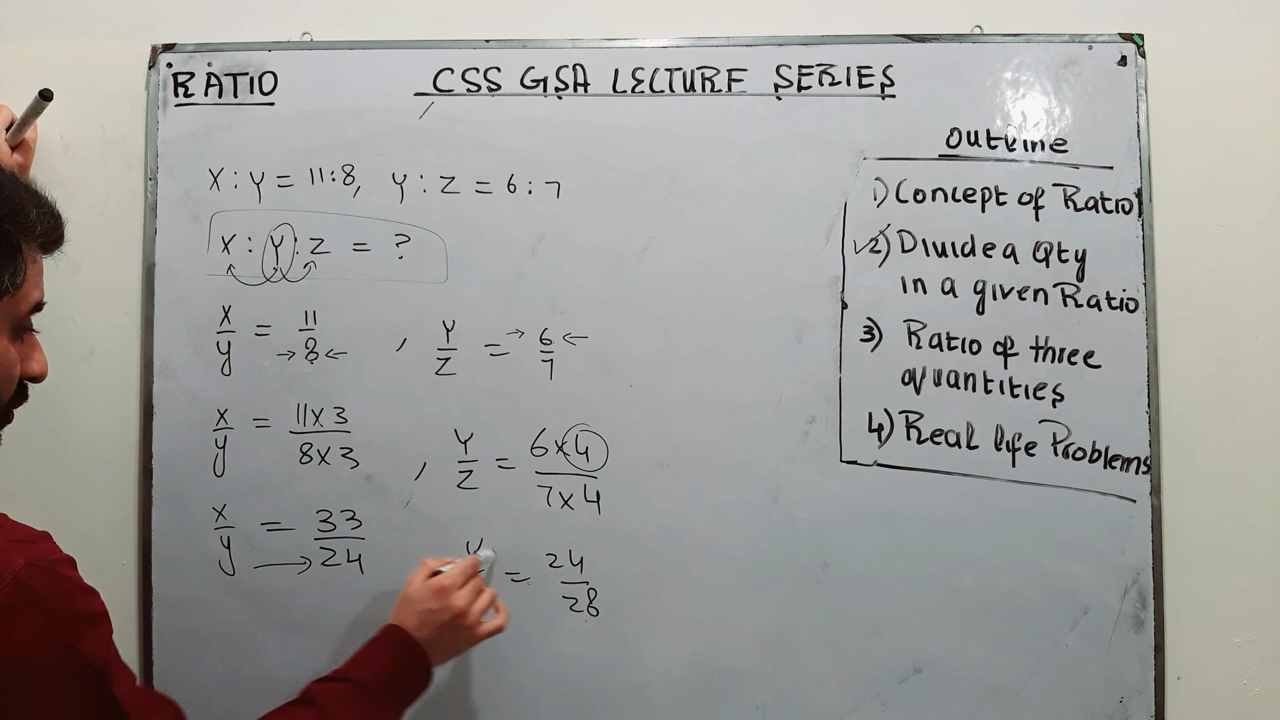 RATIO
CSS GSA LECTURE SERIES
X : Y = 11:8, Y : Z = 6 : 7
X : Y : Z = ?
x/y = 11/8 , Y/Z = 6/7
x/y = 11x3/8x3 , Y/Z = 6x4/7x4
x/y = 33/24
Y = 24/28
outline
1) Concept of Ratio
2) Divide a Qty
in a given Ratio
3) Ratio of three
quantities
4) Real life Problems